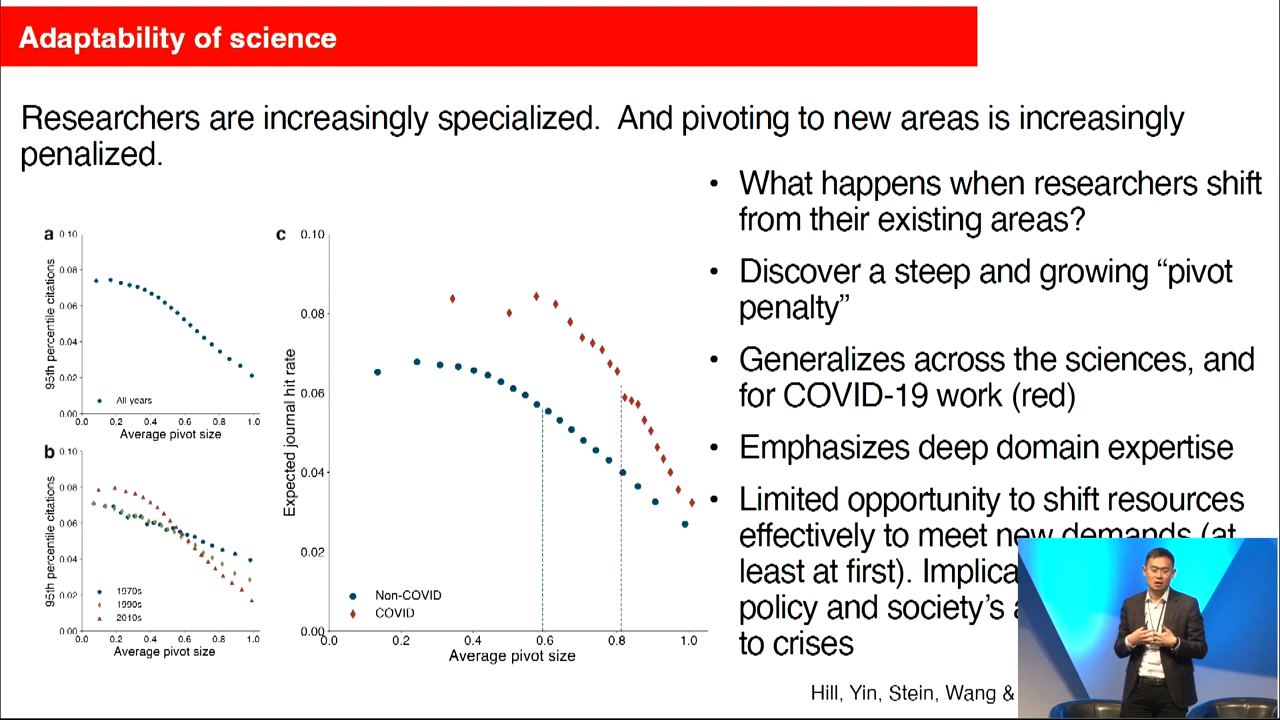 Adaptability of science
Researchers are increasingly specialized. And pivoting to new areas is increasingly
penalized.
• What happens when researchers shift
from their existing areas?
• Discover a steep and growing “pivot
penalty”
• Generalizes across the sciences, and
for COVID-19 work (red)
• Emphasizes deep domain expertise
• Limited opportunity to shift resources
effectively to meet new demands (at
least at first). Implica
policy and society’s a
to crises
Hill, Yin, Stein, Wang &
a
95th percentile citations
0.10
0.08
0.06
0.04
0.02
0.00
All years
0.0 0.2 0.4 0.6 0.8 1.0
Average pivot size
b
95th percentile citations
0.10
0.08
0.06
0.04
0.02
0.00
1970s
1990s
2010s
0.0 0.2 0.4 0.6 0.8 1.0
Average pivot size
c
Expected journal hit rate
0.10
0.08
0.06
0.04
0.02
0.00
Non-COVID
COVID
0.0 0.2 0.4 0.6 0.8 1.0
Average pivot size